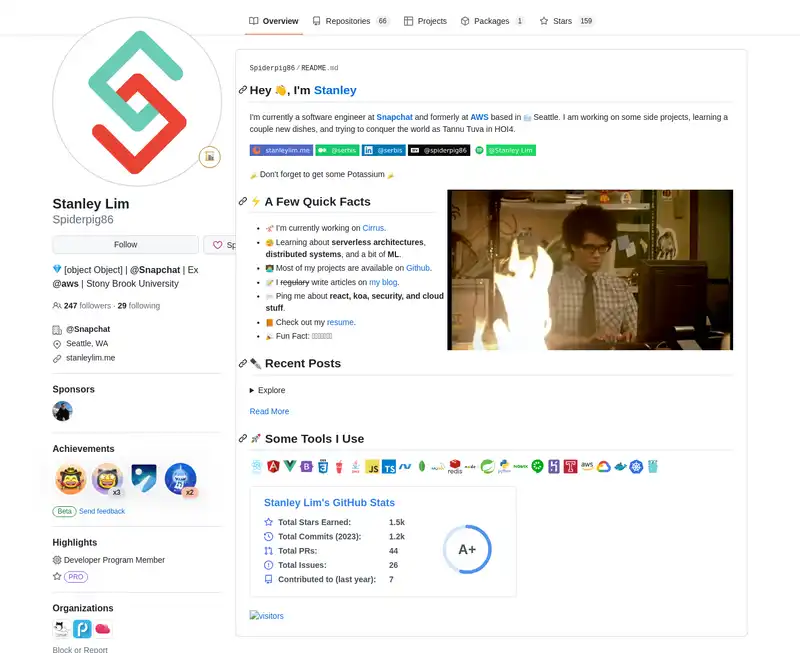 Overview
Repositories 66
Projects
Packages 1
Stars 159
Stanley Lim
Spiderpig86
Follow
Sp
[object Object] | @Snapchat | Ex
@aws | Stony Brook University
247 followers · 29 following
@Snapchat
Seattle, WA
stanleylim.me
Sponsors
Achievements
x3
x2
Beta Send feedback
Highlights
Developer Program Member
PRO
Organizations
Block or Report
Spiderpig86/README.md
Hey 👋, I'm Stanley
I'm currently a software engineer at Snapchat and formerly at AWS based in 🌧️ Seattle. I am working on some side projects, learning a
couple new dishes, and trying to conquer the world as Tannu Tuva in HOI4.
stanleylim.me @serbis @serbis @spiderpig86 @Stanley Lim
🍌 Don't forget to get some Potassium 🍌
⚡ A Few Quick Facts
I'm currently working on Cirrus.
Learning about serverless architectures,
distributed systems, and a bit of ML.
Most of my projects are available on Github.
I regulary write articles on my blog.
Ping me about react, koa, security, and cloud
stuff.
Check out my resume.
Fun Fact:
Recent Posts
Explore
Read More
🚀 Some Tools I Use
JS TS redis node python NGINX aws
Stanley Lim's GitHub Stats
Total Stars Earned: 1.5k
Total Commits (2023): 1.2k
Total PRs: 44
Total Issues: 26
Contributed to (last year): 7
A+
visitors